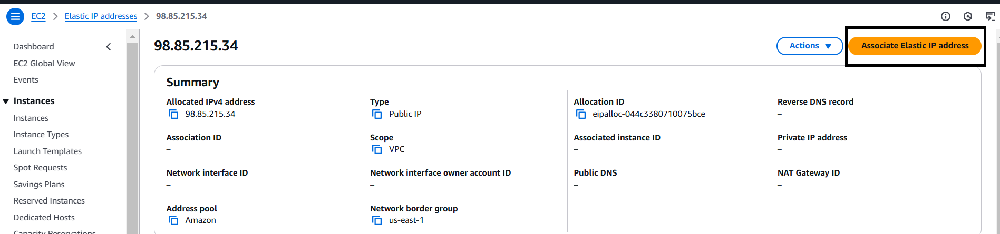 EC2 > Elastic IP addresses > 98.85.215.34
Dashboard
EC2 Global View
Events
Instances
Instances
Instance Types
Launch Templates
Spot Requests
Savings Plans
Reserved Instances
Dedicated Hosts
Capacity Reservations
98.85.215.34
Actions
Associate Elastic IP address
Summary
Allocated IPv4 address
98.85.215.34
Type
Public IP
Allocation ID
eipalloc-044c3380710075bce
Reverse DNS record
–
Association ID
–
Scope
VPC
Associated instance ID
–
Private IP address
–
Network interface ID
–
Network interface owner account ID
–
Public DNS
–
NAT Gateway ID
–
Address pool
Amazon
Network border group
us-east-1